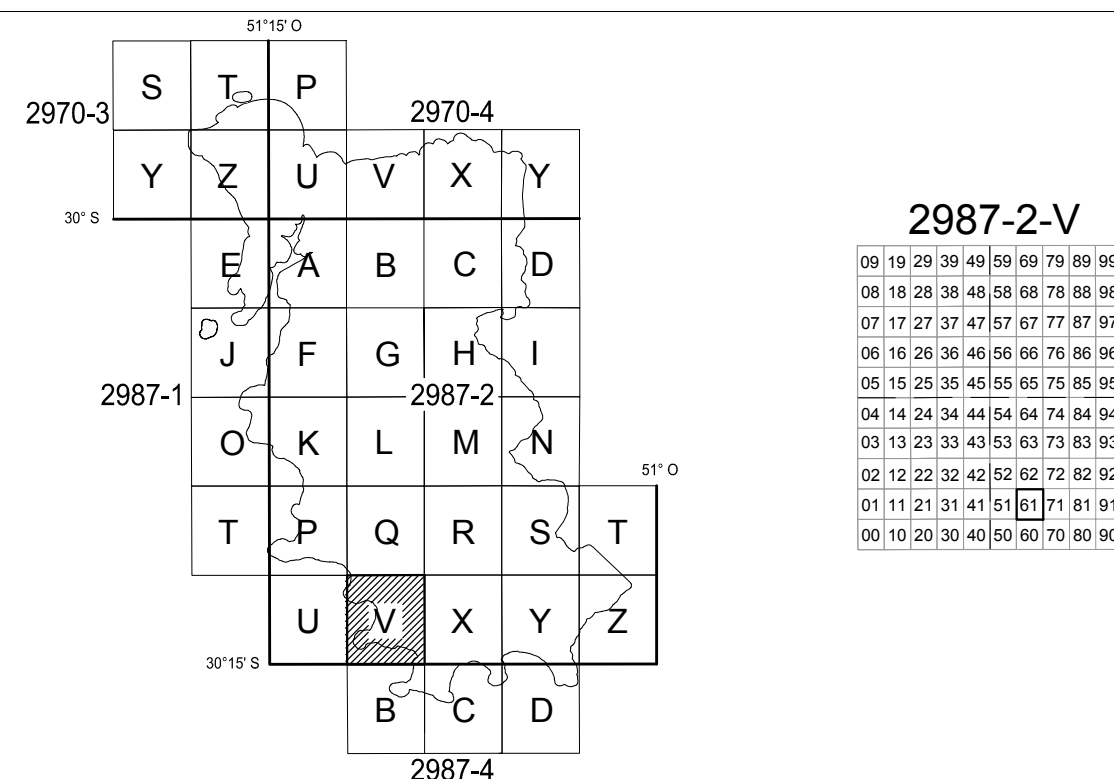 51°15' O
S T P
2970-3 2970-4
Y Z U V X Y
30° S
E A B C D
J F G H I
2987-1 2987-2
O K L M N
51° O
T P Q R S T
U V X Y Z
30°15' S
B C D
2987-4
2987-2-V
09 19 29 39 49 59 69 79 89 99
08 18 28 38 48 58 68 78 88 98
07 17 27 37 47 57 67 77 87 97
06 16 26 36 46 56 66 76 86 96
05 15 25 35 45 55 65 75 85 95
04 14 24 34 44 54 64 74 84 94
03 13 23 33 43 53 63 73 83 93
02 12 22 32 42 52 62 72 82 92
01 11 21 31 41 51 61 71 81 91
00 10 20 30 40 50 60 70 80 90